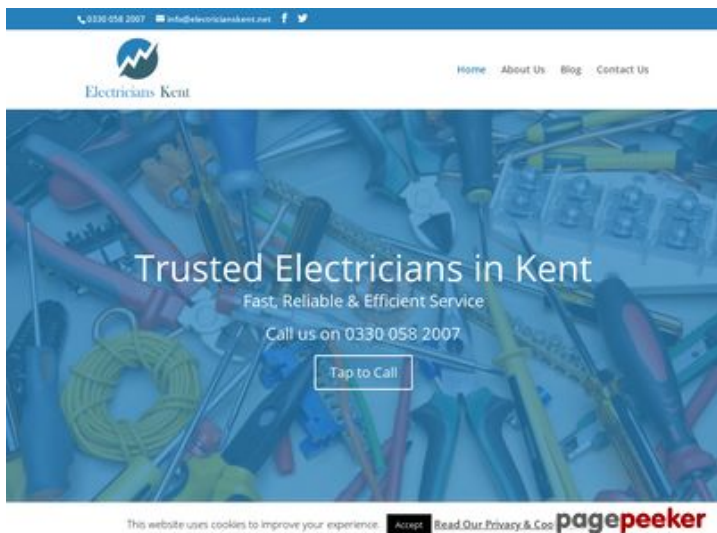 0330 058 2007 info@electricianskent.net
Electricians Kent
Home About Us Blog Contact Us
Trusted Electricians in Kent
Fast, Reliable & Efficient Service
Call us on 0330 058 2007
Tap to Call
This website uses cookies to improve your experience. Accept Read Our Privacy & Coo
pagepeeker